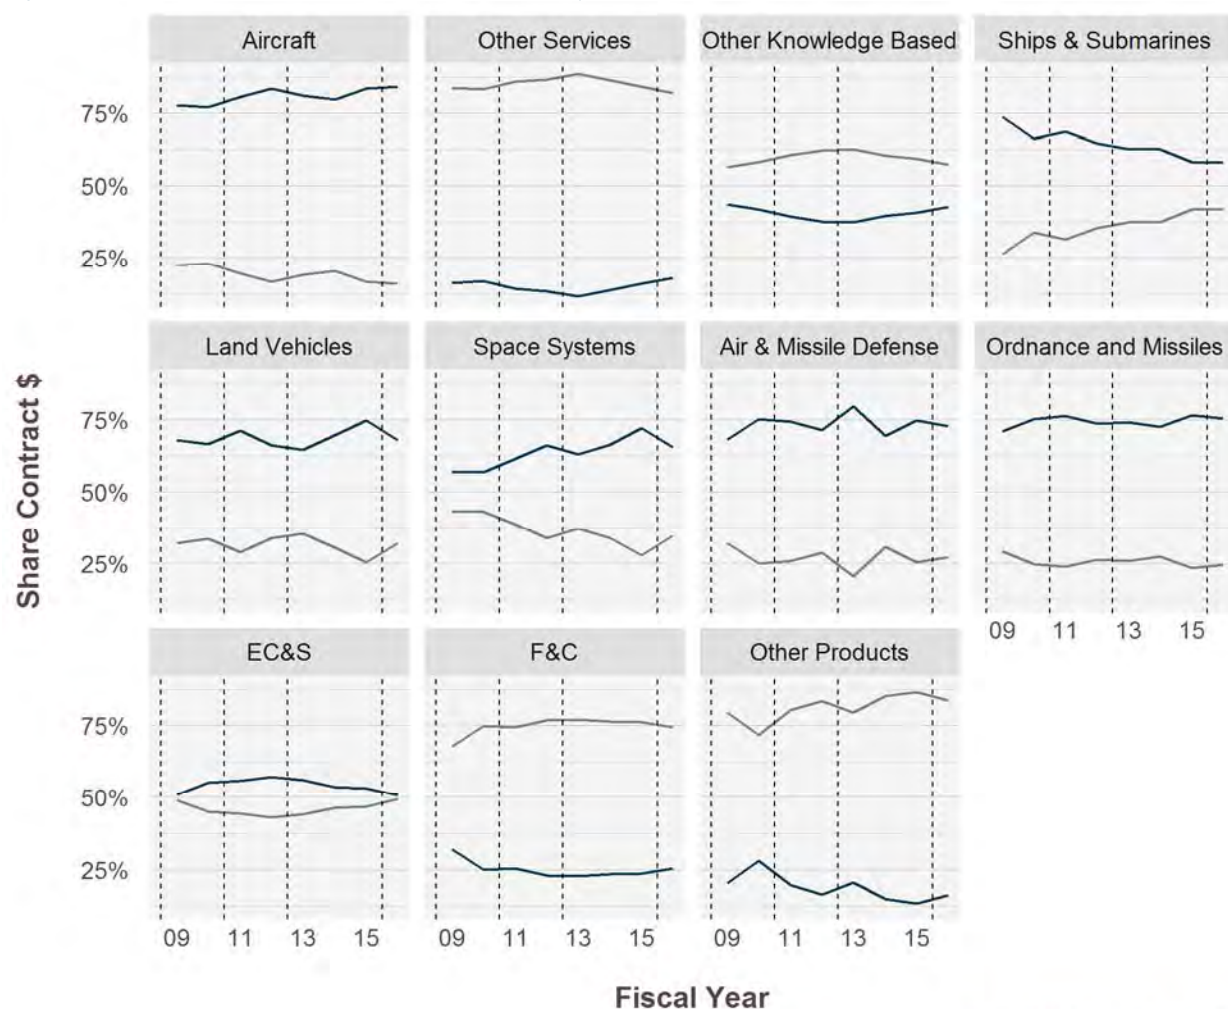 Aircraft
Other Services
Other Knowledge Based
Ships & Submarines
75%
50%
25%
Land Vehicles
Space Systems
Air & Missile Defense
Ordnance and Missiles
75%
50%
25%
09 11 13 15
EC&S
F&C
Other Products
75%
50%
25%
09 11 13 15
09 11 13 15
09 11 13 15
Share Contract $
Fiscal Year